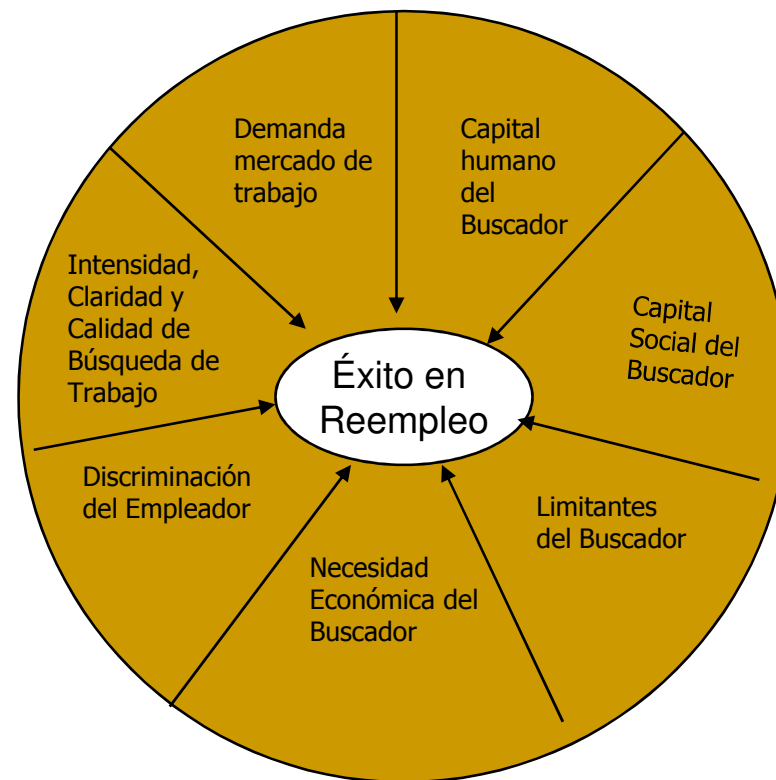 Demanda
mercado de
trabajo
Capital
humano
del
Buscador
Intensidad,
Claridad y
Calidad de
Búsqueda de
Trabajo
Capital
Social del
Buscador
Éxito en
Reempleo
Discriminación
del Empleador
Limitantes
del Buscador
Necesidad
Económica del
Buscador